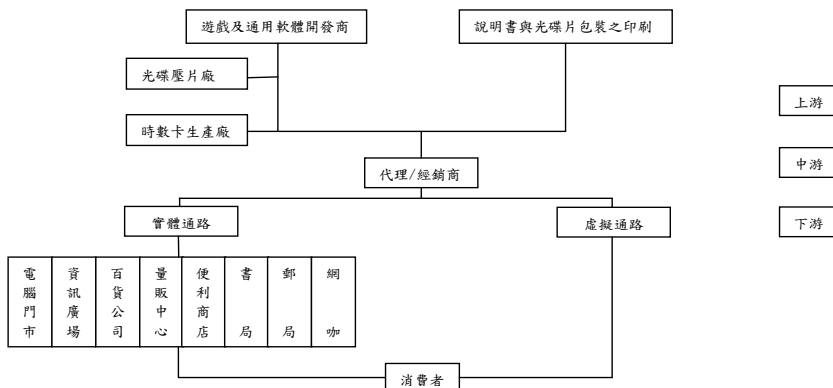 遊戲及通用軟體開發商
說明書與光碟片包裝之印刷
光碟壓片廠
上游
時數卡生產廠
中游
代理/經銷商
實體通路
虛擬通路
下游
電腦門市
資訊廣場
百貨公司
量販中心
便利商店
書局
郵局
網咖
消費者